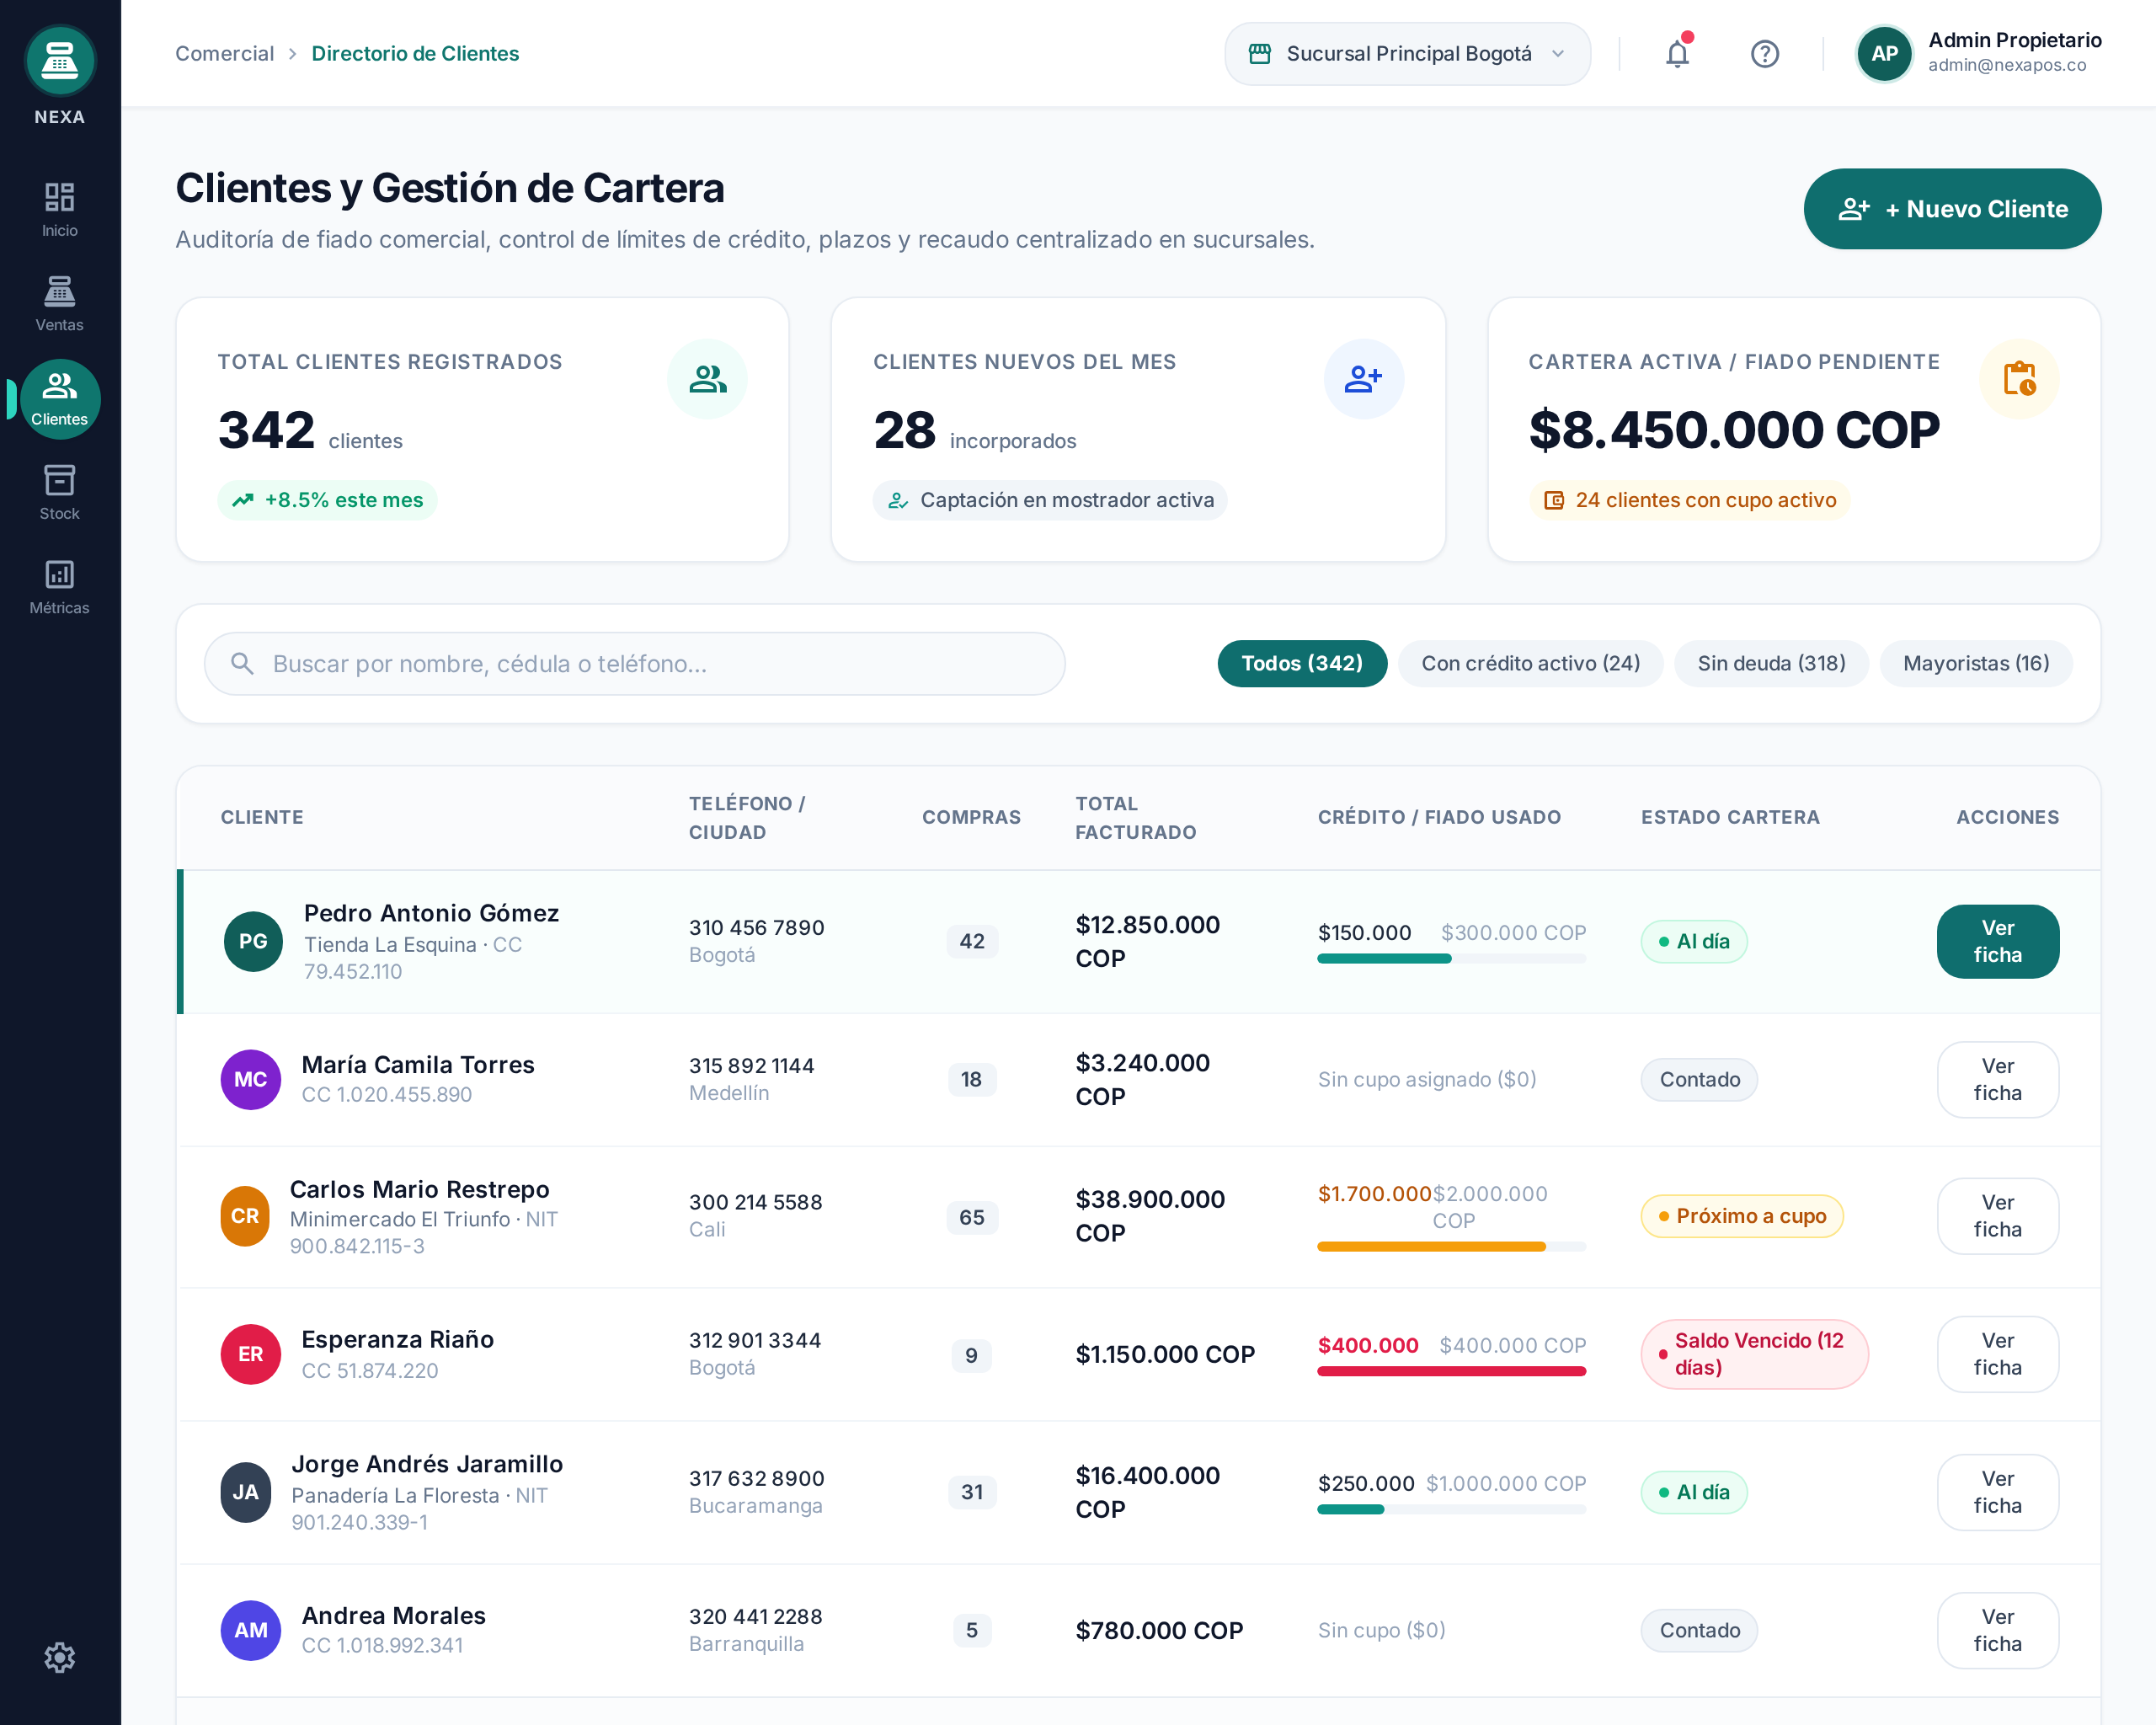 NEXA
Inicio
Ventas
Clientes
Stock
Métricas
Comercial > Directorio de Clientes
Sucursal Principal Bogotá
AP
Admin Propietario
admin@nexapos.co
Clientes y Gestión de Cartera
Auditoría de fiado comercial, control de límites de crédito, plazos y recaudo centralizado en sucursales.
+ Nuevo Cliente
TOTAL CLIENTES REGISTRADOS
342 clientes
+8.5% este mes
CLIENTES NUEVOS DEL MES
28 incorporados
Captación en mostrador activa
CARTERA ACTIVA / FIADO PENDIENTE
$8.450.000 COP
24 clientes con cupo activo
Buscar por nombre, cédula o teléfono...
Todos (342)
Con crédito activo (24)
Sin deuda (318)
Mayoristas (16)
CLIENTE
TELÉFONO /
CIUDAD
COMPRAS
TOTAL
FACTURADO
CRÉDITO / FIADO USADO
ESTADO CARTERA
ACCIONES
PG
Pedro Antonio Gómez
Tienda La Esquina · CC
79.452.110
310 456 7890
Bogotá
42
$12.850.000
COP
$150.000 $300.000 COP
Al día
Ver
ficha
MC
María Camila Torres
CC 1.020.455.890
315 892 1144
Medellín
18
$3.240.000
COP
Sin cupo asignado ($0)
Contado
Ver
ficha
CR
Carlos Mario Restrepo
Minimercado El Triunfo · NIT
900.842.115-3
300 214 5588
Cali
65
$38.900.000
COP
$1.700.000 $2.000.000
COP
Próximo a cupo
Ver
ficha
ER
Esperanza Riaño
CC 51.874.220
312 901 3344
Bogotá
9
$1.150.000 COP
$400.000 $400.000 COP
Saldo Vencido (12
días)
Ver
ficha
JA
Jorge Andrés Jaramillo
Panadería La Floresta · NIT
901.240.339-1
317 632 8900
Bucaramanga
31
$16.400.000
COP
$250.000 $1.000.000 COP
Al día
Ver
ficha
AM
Andrea Morales
CC 1.018.992.341
320 441 2288
Barranquilla
5
$780.000 COP
Sin cupo ($0)
Contado
Ver
ficha